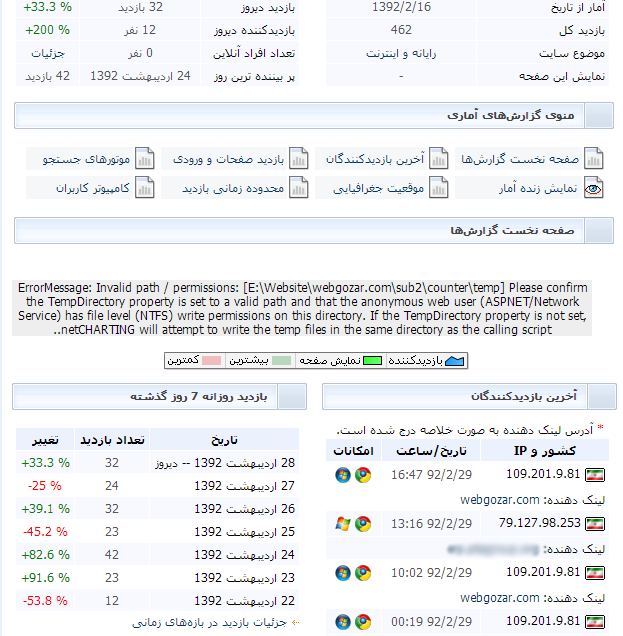 آمار از تاریخ 1392/2/16 بازدید دیروز 32 بازدید +33.3 %
بازدید کل 462 بازدیدکننده دیروز 12 نفر +200 %
موضوع سایت رایانه و اینترنت تعداد افراد آنلاین 0 نفر جزئیات
نمایش این صفحه - پر بیننده ترین روز 24 اردیبهشت 1392 42 بازدید
منوی گزارش‌های آماری
صفحه نخست گزارش‌ها آخرین بازدیدکنندگان بازدید صفحات و ورودی موتورهای جستجو
نمایش زنده آمار موقعیت جغرافیایی محدوده زمانی بازدید کامپیوتر کاربران
صفحه نخست گزارش‌ها
ErrorMessage: Invalid path / permissions: [E:\Website\webgozar.com\sub2\counter\temp] Please confirm
the TempDirectory property is set to a valid path and that the anonymous web user (ASPNET/Network
Service) has file level (NTFS) write permissions on this directory. If the TempDirectory property is not set,
..netCHARTING will attempt to write the temp files in the same directory as the calling script
بازدیدکننده نمایش صفحه بیشترین کمترین
آخرین بازدیدکنندگان
* آدرس لینک دهنده به صورت خلاصه درج شده است.
کشور و IP تاریخ/ساعت امکانات
109.201.9.81 92/2/29 16:47
لینک دهنده: webgozar.com
79.127.98.253 92/2/29 13:16
لینک دهنده:
109.201.9.81 92/2/29 10:02
لینک دهنده: webgozar.com
109.201.9.81 92/2/29 00:19
بازدید روزانه 7 روز گذشته
تاریخ تعداد بازدید تغییر
28 اردیبهشت 1392 -- دیروز 32 +33.3 %
27 اردیبهشت 1392 24 -25 %
26 اردیبهشت 1392 32 +39.1 %
25 اردیبهشت 1392 23 -45.2 %
24 اردیبهشت 1392 42 +82.6 %
23 اردیبهشت 1392 23 +91.6 %
22 اردیبهشت 1392 12 -53.8 %
جزئیات بازدید در بازه‌های زمانی